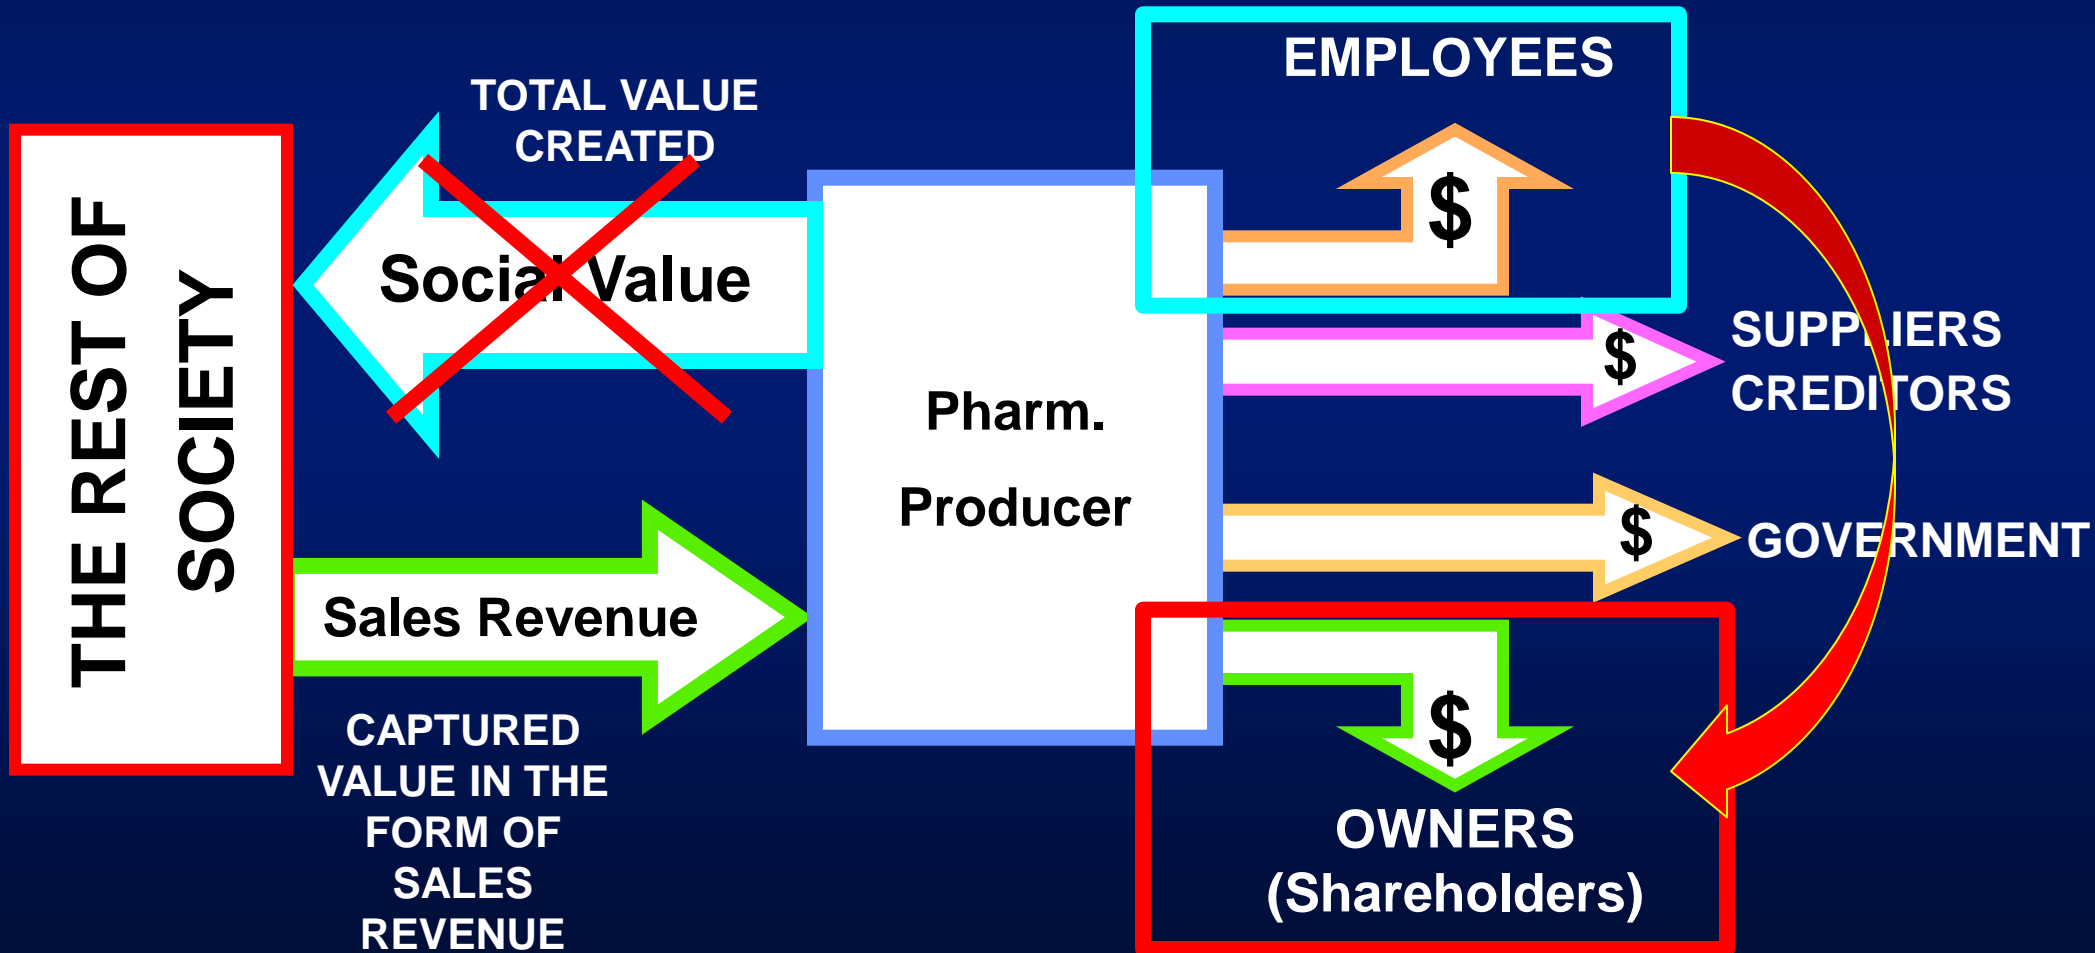 THE REST OF
SOCIETY
TOTAL VALUE
CREATED
Social Value
Sales Revenue
CAPTURED
VALUE IN THE
FORM OF
SALES
REVENUE
Pharm.
Producer
EMPLOYEES
$
$
SUPPLIERS
CREDITORS
$
GOVERNMENT
$
OWNERS
(Shareholders)